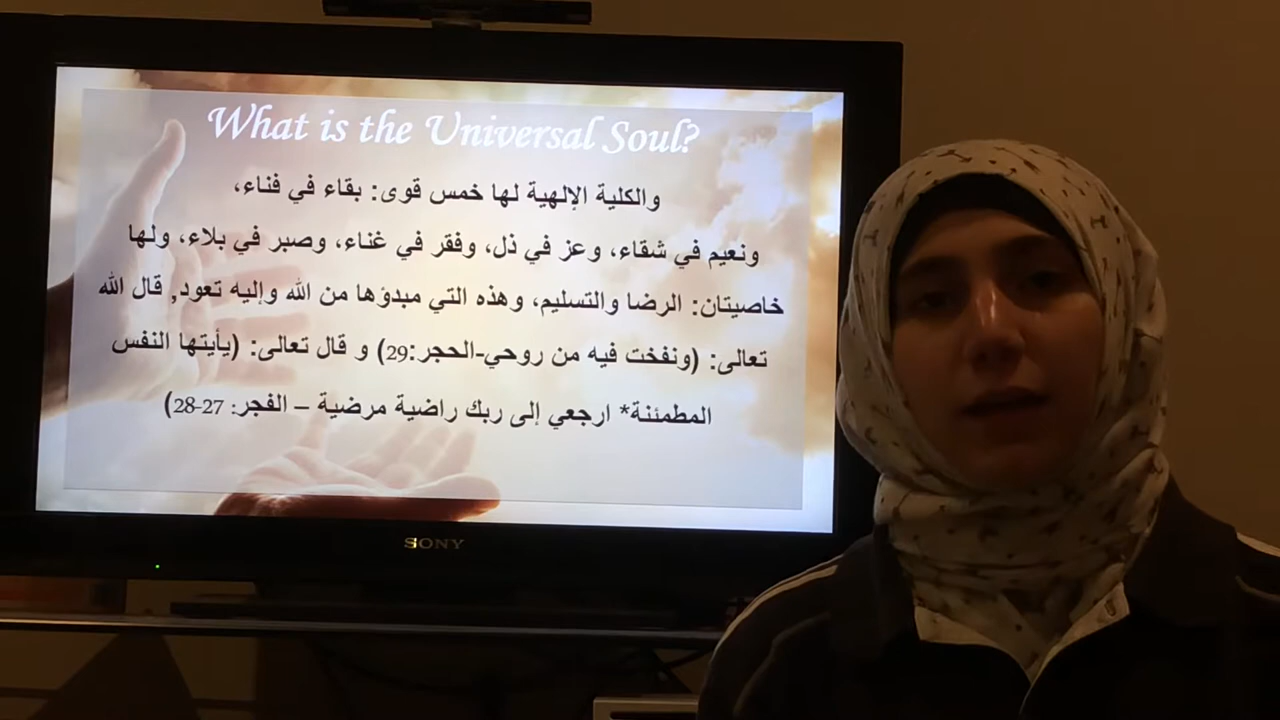 What is the Universal Soul?
والكلية الإلهية لها خمس قوى: بقاء في فناء،
ونعيم في شقاء، وعز في ذل، وفقر في غناء، وصبر في بلاء، ولها
خاصيتان: الرضا والتسليم، وهذه التي مبدؤها من الله وإليه تعود, قال الله
تعالى: (ونفخت فيه من روحي-الحجر:29) و قال تعالى: (يأيتها النفس
المطمئنة* ارجعي إلى ربك راضية مرضية – الفجر: 27-28)
SONY